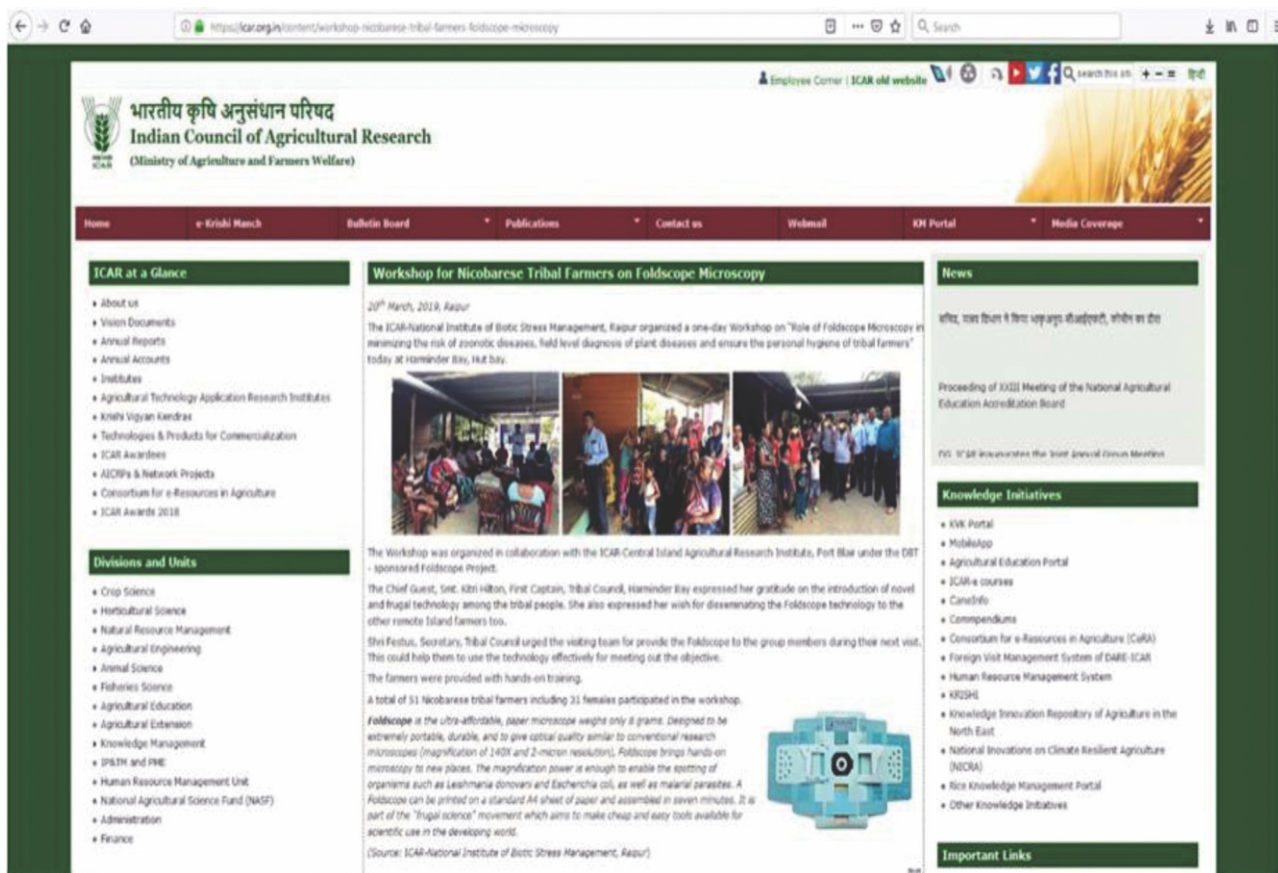 https://icar.org.in/content/workshop-nicobarese-tribal-farmers-foldscope-microscopy
Search
Employee Corner | ICAR old website
search this sit
+ - =
हिन्दी
भारतीय कृषि अनुसंधान परिषद
Indian Council of Agricultural Research
(Ministry of Agriculture and Farmers Welfare)
ICAR
Home
e-Krishi Manch
Bulletin Board
Publications
Contact us
Webmail
KM Portal
Media Coverage
ICAR at a Glance
About us
Vision Documents
Annual Reports
Annual Accounts
Institutes
Agricultural Technology Application Research Institutes
Krishi Vigyan Kendras
Technologies & Products for Commercialization
ICAR Awardees
AICRPs & Network Projects
Consortium for e-Resources in Agriculture
ICAR Awards 2018
Divisions and Units
Crop Science
Horticultural Science
Natural Resource Management
Agricultural Engineering
Animal Science
Fisheries Science
Agricultural Education
Agricultural Extension
Knowledge Management
IP&TM and PME
Human Resource Management Unit
National Agricultural Science Fund (NASF)
Administration
Finance
Workshop for Nicobarese Tribal Farmers on Foldscope Microscopy
20th March, 2019, Raipur
The ICAR-National Institute of Biotic Stress Management, Raipur organized a one-day Workshop on "Role of Foldscope Microscopy in
minimizing the risk of zoonotic diseases, field level diagnosis of plant diseases and ensure the personal hygiene of tribal farmers"
today at Harminder Bay, Hut bay.
The Workshop was organized in collaboration with the ICAR-Central Island Agricultural Research Institute, Port Blair under the DBT
- sponsored Foldscope Project.
The Chief Guest, Smt. Kitri Hilton, First Captain, Tribal Council, Harminder Bay expressed her gratitude on the introduction of novel
and frugal technology among the tribal people. She also expressed her wish for disseminating the Foldscope technology to the
other remote Island farmers too.
Shri Festus, Secretary, Tribal Council urged the visiting team for provide the Foldscope to the group members during their next visit.
This could help them to use the technology effectively for meeting out the objective.
The farmers were provided with hands-on training.
A total of 51 Nicobarese tribal farmers including 31 females participated in the workshop.
Foldscope is the ultra-affordable, paper microscope weighs only 8 grams. Designed to be
extremely portable, durable, and to give optical quality similar to conventional research
microscopes (magnification of 140X and 2-micron resolution), Foldscope brings hands-on
microscopy to new places. The magnification power is enough to enable the spotting of
organisms such as Leishmania donovani and Escherichia coli, as well as malarial parasites. A
Foldscope can be printed on a standard A4 sheet of paper and assembled in seven minutes. It is
part of the "frugal science" movement which aims to make cheap and easy tools available for
scientific use in the developing world.
(Source: ICAR-National Institute of Biotic Stress Management, Raipur)
News
Proceeding of XXIII Meeting of the National Agricultural
Education Accreditation Board
DG, ICAR inaugurates the Joint Annual Group Meeting
Knowledge Initiatives
KVK Portal
MobileApp
Agricultural Education Portal
ICAR-e courses
CaneInfo
Commpendiums
Consortium for e-Resources in Agriculture (CeRA)
Foreign Visit Management System of DARE-ICAR
Human Resource Management System
KRISHI
Knowledge Innovation Repository of Agriculture in the
North East
National Inovations on Climate Resilient Agriculture
(NICRA)
Rice Knowledge Management Portal
Other Knowledge Initiatives
Important Links